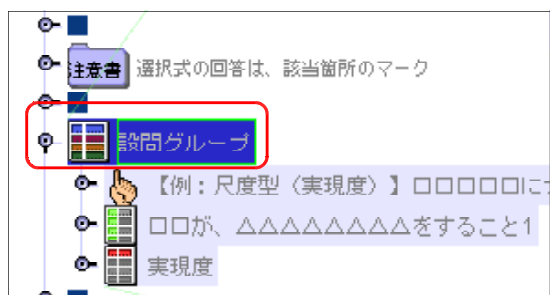 注意書 選択式の回答は、該当箇所のマーク
設問グループ
【例：尺度型（実現度）】□□□□□に
□□が、△△△△△△△△をすること1
実現度